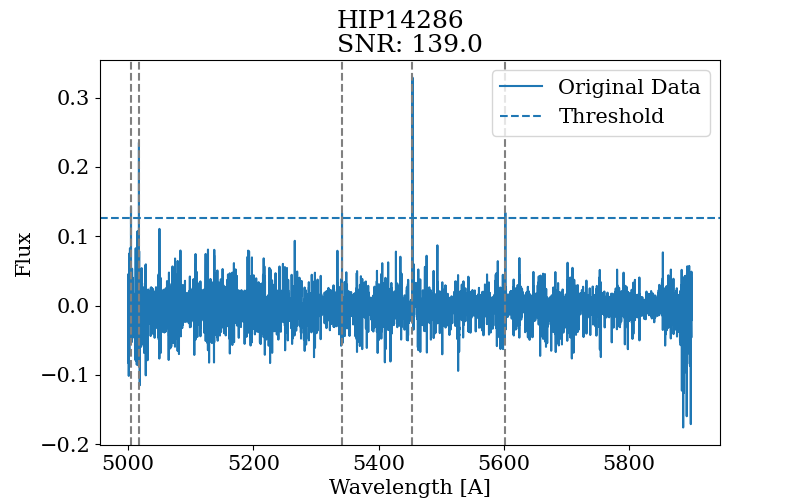 HIP14286
SNR: 139.0
Original Data
Threshold
Flux
0.3
0.2
0.1
0.0
−0.1
−0.2
5000 5200 5400 5600 5800
Wavelength [A]